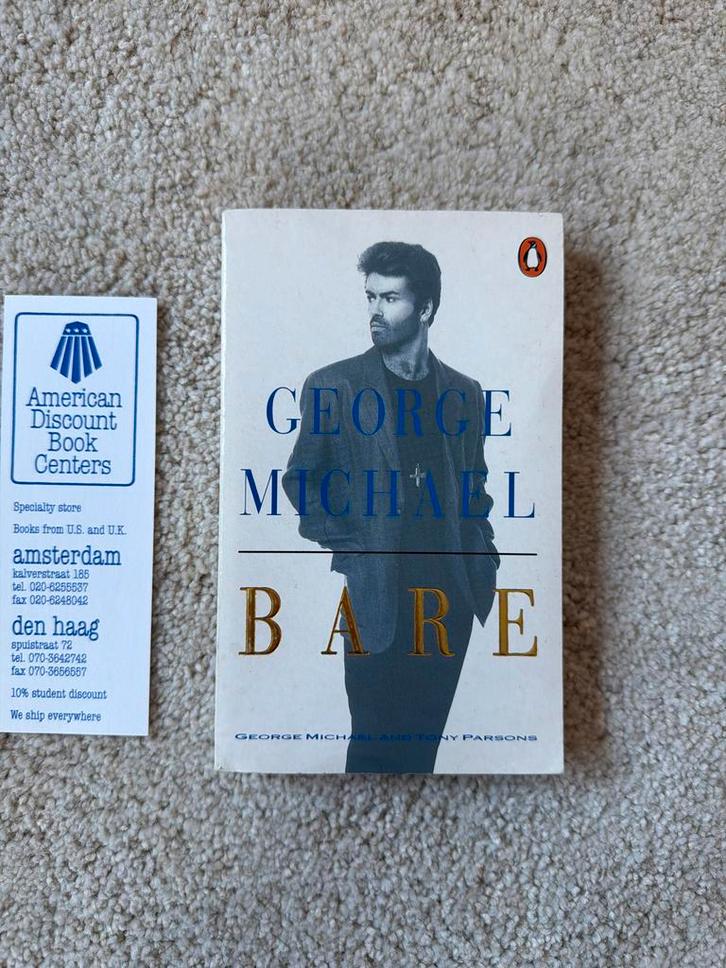 American
Discount
Book
Centers
Specialty store
Books from U.S. and U.K.
amsterdam
kalverstraat 185
tel. 020-6255537
fax 020-6248042
den haag
spuistraat 72
tel. 070-3642742
fax 070-3656557
10% student discount
We ship everywhere
GEORGE
MICHAEL
BARE
GEORGE MICHAEL AND TONY PARSONS